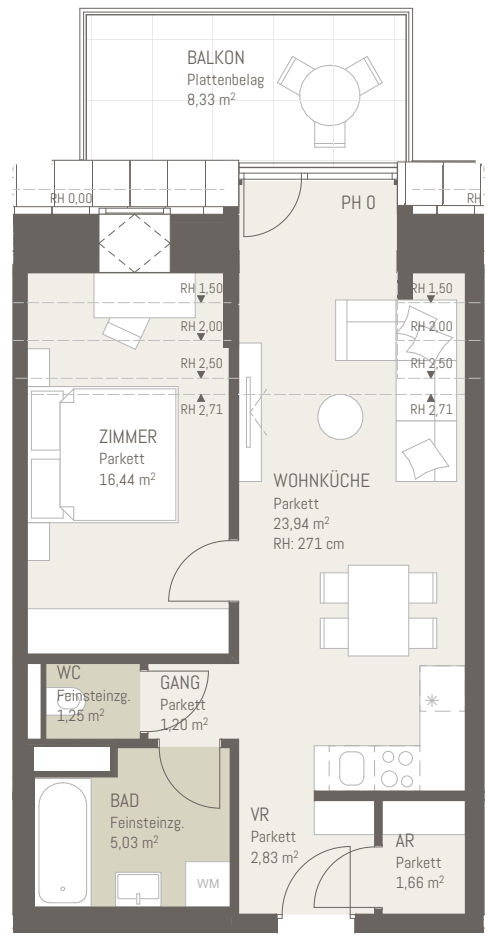 BALKON
Plattenbelag
8,33 m²
RH 0,00
RH
PH 0
RH 1,50
RH 2,00
RH 2,50
RH 2,71
RH 1,50
RH 2,00
RH 2,50
RH 2,71
ZIMMER
Parkett
16,44 m²
WOHNKÜCHE
Parkett
23,94 m²
RH: 271 cm
WC
Feinsteinzg.
1,25 m²
GANG
Parkett
1,20 m²
BAD
Feinsteinzg.
5,03 m²
WM
VR
Parkett
2,83 m²
AR
Parkett
1,66 m²